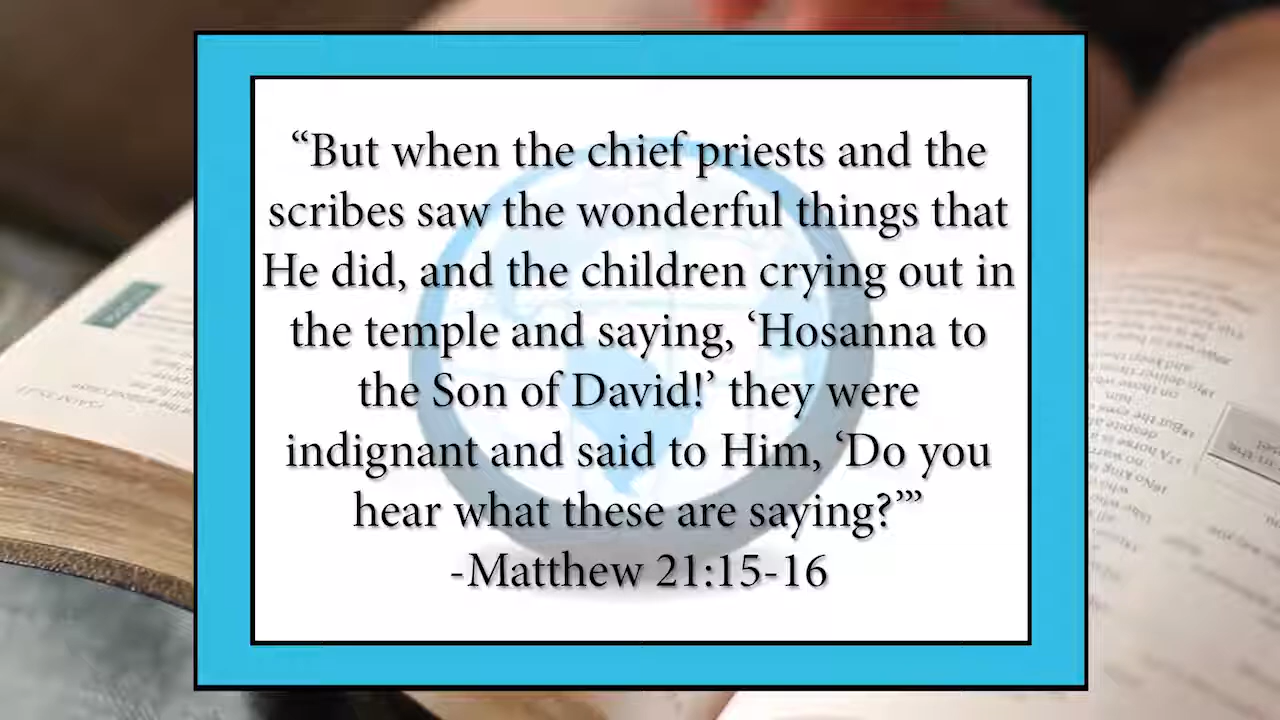 “But when the chief priests and the
scribes saw the wonderful things that
He did, and the children crying out in
the temple and saying, ‘Hosanna to
the Son of David!’ they were
indignant and said to Him, ‘Do you
hear what these are saying?’”
-Matthew 21:15-16